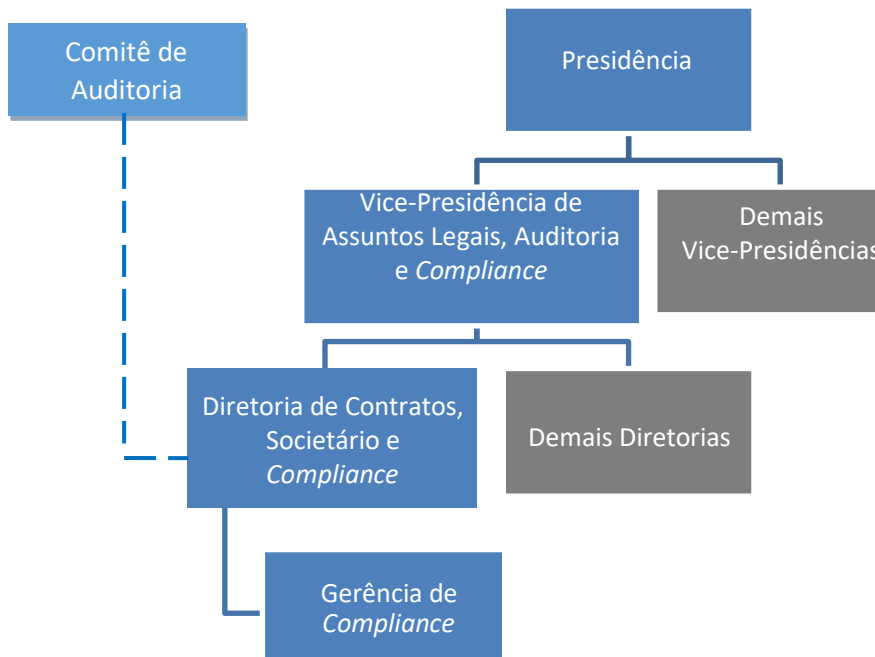 Comitê de
Auditoria
Presidência
Vice-Presidência de
Assuntos Legais, Auditoria
e Compliance
Demais
Vice-Presidências
Diretoria de Contratos,
Societário e
Compliance
Demais Diretorias
Gerência de
Compliance